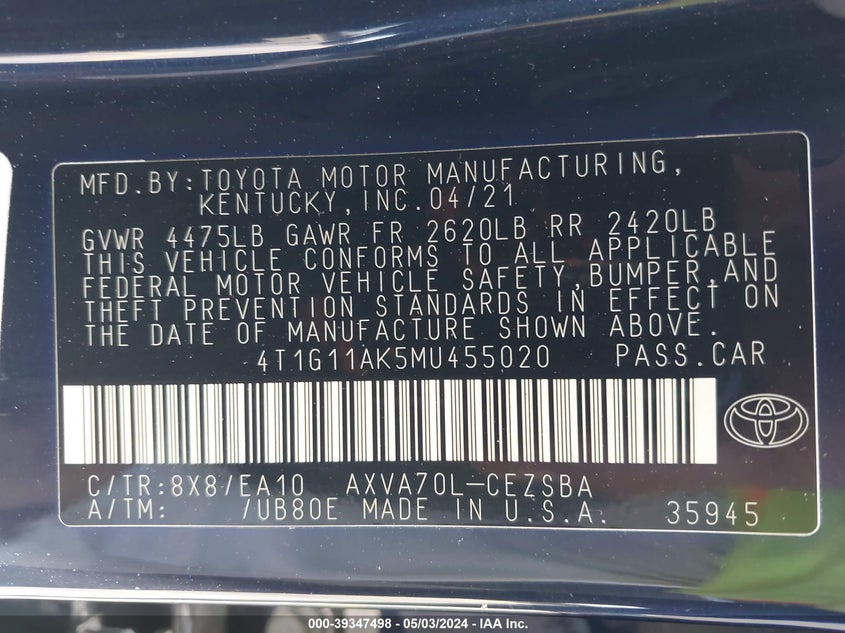 MFD.BY:TOYOTA MOTOR MANUFACTURING,
KENTUCKY,INC.04/21
GVWR 4475LB GAWR FR 2620LB RR 2420LB
THIS VEHICLE CONFORMS TO ALL APPLICABLE
FEDERAL MOTOR VEHICLE SAFETY,BUMPER,AND
THEFT PREVENTION STANDARDS IN EFFECT ON
THE DATE OF MANUFACTURE SHOWN ABOVE.
4T1G11AK5MU455020 PASS.CAR
C/TR:8X8/EA10 AXVA70L-CEZSBA
A/TM: /UB80E MADE IN U.S.A. 35945
000-39347498 - 05/03/2024 - IAA Inc.